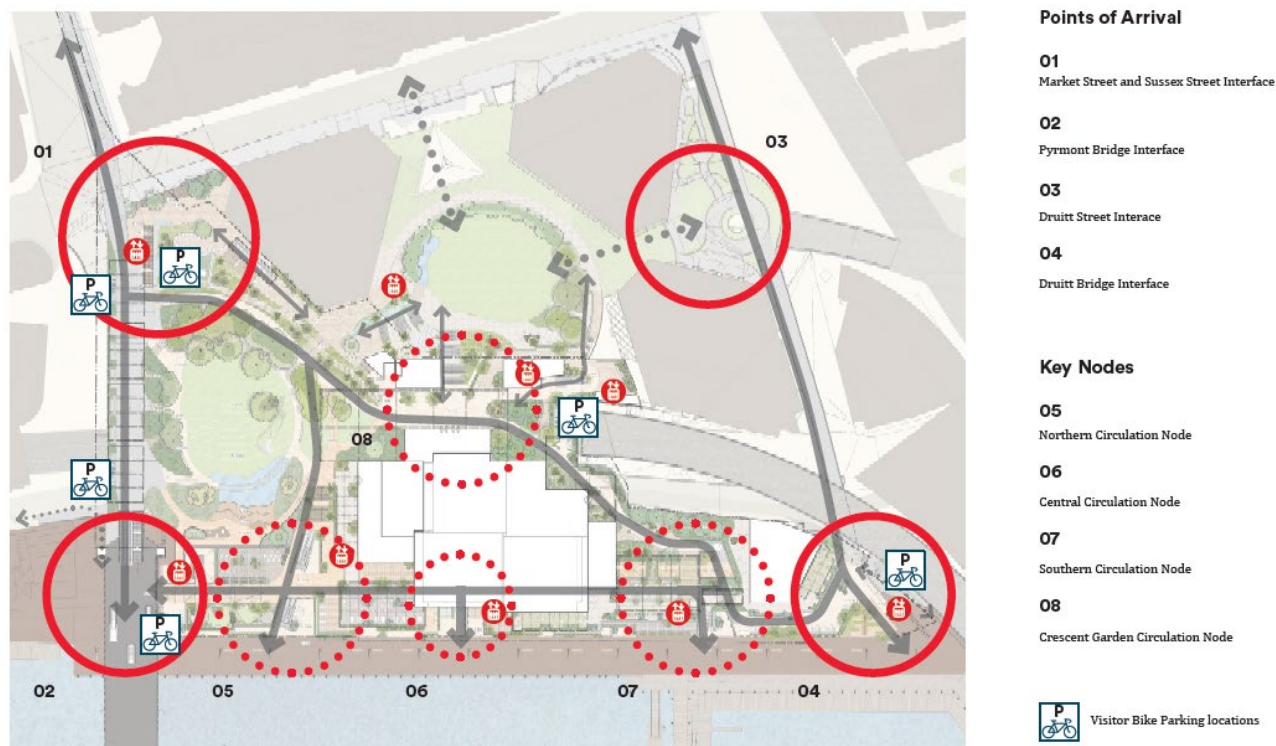 01
03
P
P
08
P
P
P
P
02
05
06
07
04
Points of Arrival
01
Market Street and Sussex Street Interface
02
Pyrmont Bridge Interface
03
Druitt Street Interace
04
Druitt Bridge Interface
Key Nodes
05
Northern Circulation Node
06
Central Circulation Node
07
Southern Circulation Node
08
Crescent Garden Circulation Node
P
Visitor Bike Parking locations